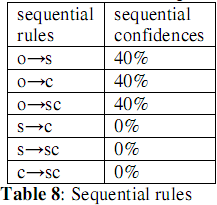 sequential rules sequential confidences
o→s 40%
o→c 40%
o→sc 40%
s→c 0%
s→sc 0%
c→sc 0%
Table 8: Sequential rules